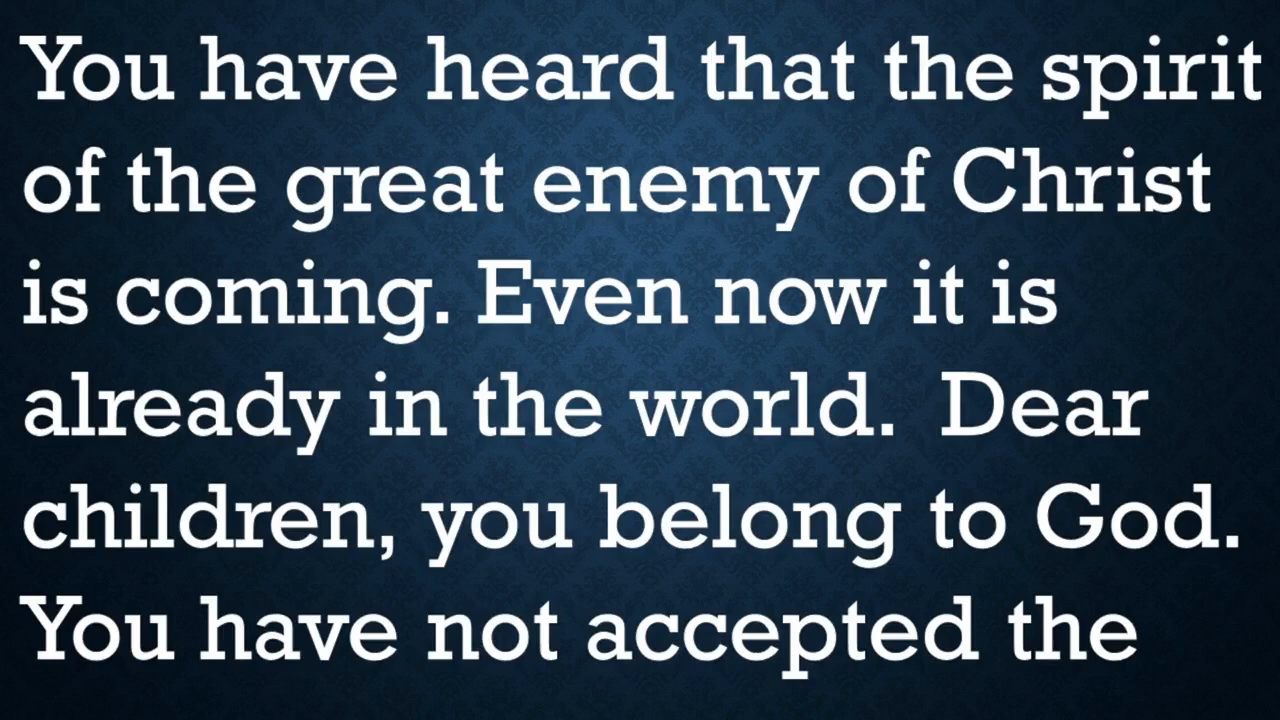 You have heard that the spirit
of the great enemy of Christ
is coming. Even now it is
already in the world.  Dear
children, you belong to God.
You have not accepted the